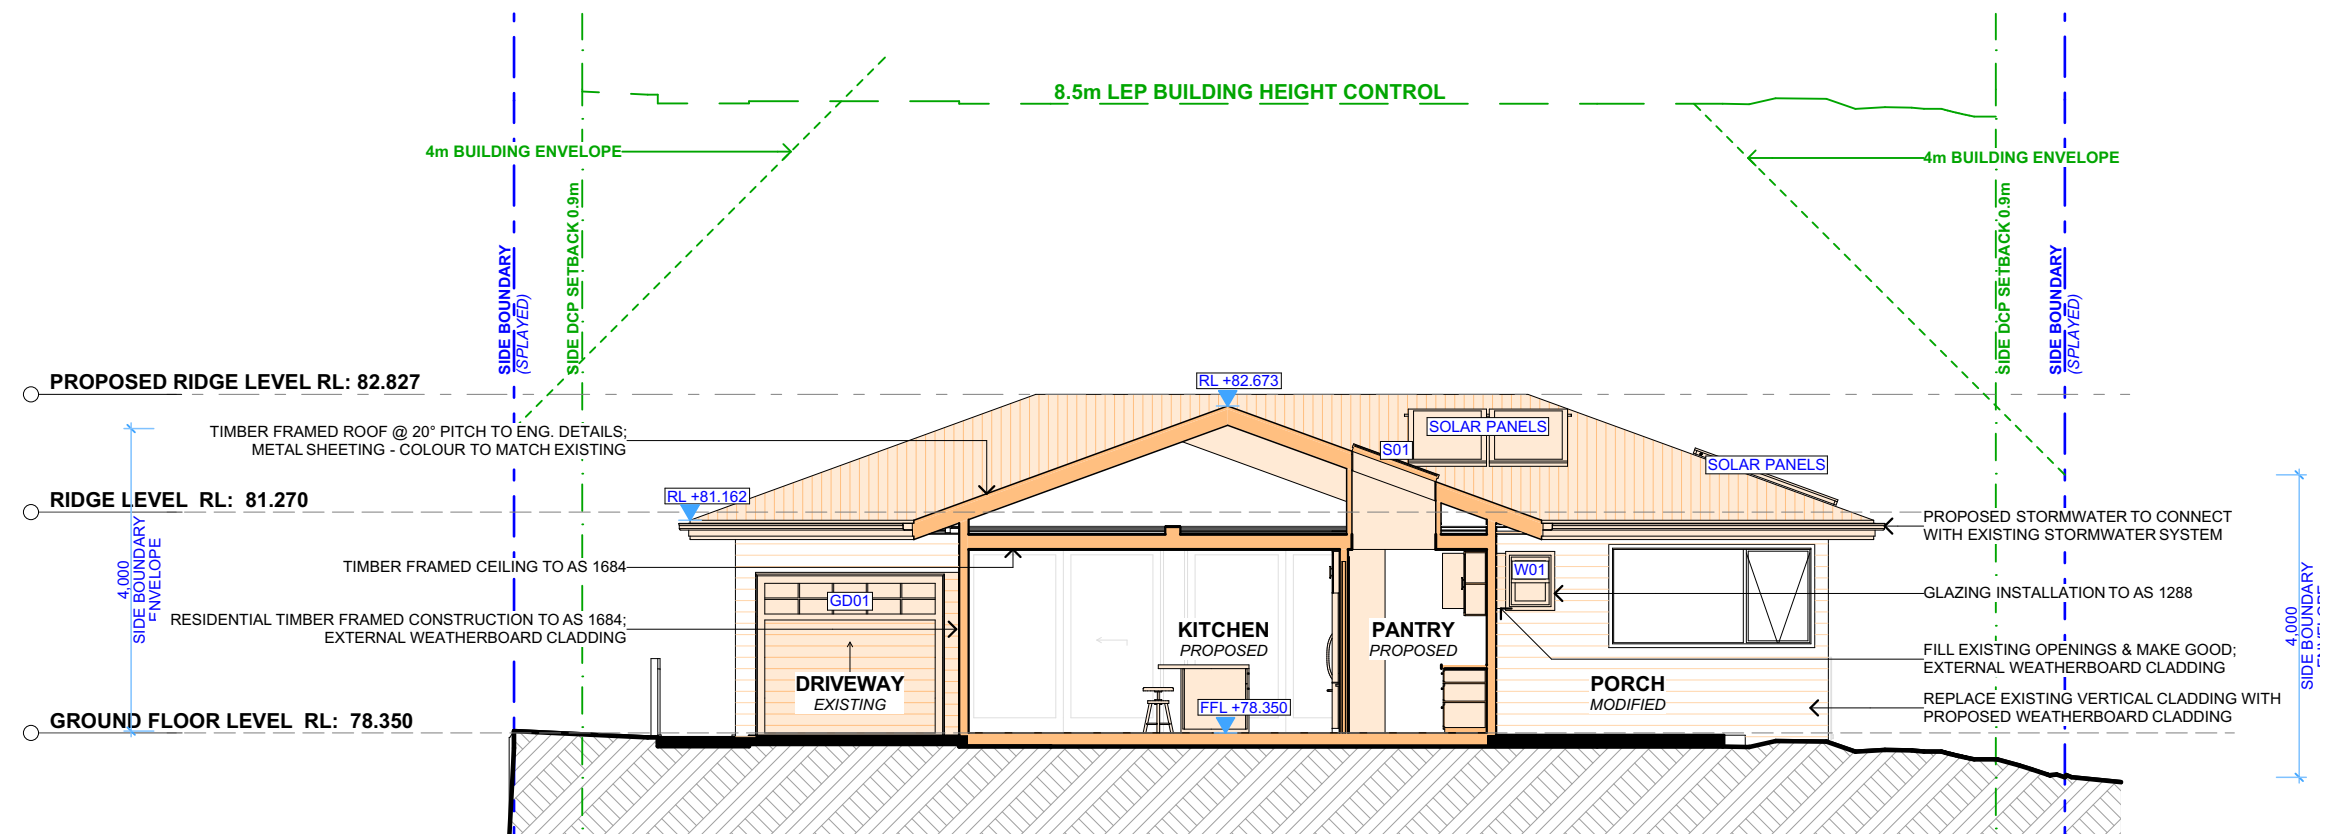 8.5m LEP BUILDING HEIGHT CONTROL
4m BUILDING ENVELOPE
4m BUILDING ENVELOPE
SIDE BOUNDARY
(SPLAYED)
SIDE DCP SETBACK 0.9m
SIDE DCP SETBACK 0.9m
SIDE BOUNDARY
(SPLAYED)
PROPOSED RIDGE LEVEL RL: 82.827
RL +82.673
TIMBER FRAMED ROOF @ 20° PITCH TO ENG. DETAILS;
METAL SHEETING - COLOUR TO MATCH EXISTING
SOLAR PANELS
S01
SOLAR PANELS
RIDGE LEVEL RL: 81.270
RL +81.162
PROPOSED STORMWATER TO CONNECT
WITH EXISTING STORMWATER SYSTEM
4,000
SIDE BOUNDARY
ENVELOPE
TIMBER FRAMED CEILING TO AS 1684
W01
GLAZING INSTALLATION TO AS 1288
GD01
RESIDENTIAL TIMBER FRAMED CONSTRUCTION TO AS 1684;
EXTERNAL WEATHERBOARD CLADDING
KITCHEN
PROPOSED
PANTRY
PROPOSED
4,000
SIDE BOUNDARY
ENVELOPE
FILL EXISTING OPENINGS & MAKE GOOD;
EXTERNAL WEATHERBOARD CLADDING
DRIVEWAY
EXISTING
PORCH
MODIFIED
REPLACE EXISTING VERTICAL CLADDING WITH
PROPOSED WEATHERBOARD CLADDING
FFL +78.350
GROUND FLOOR LEVEL RL: 78.350